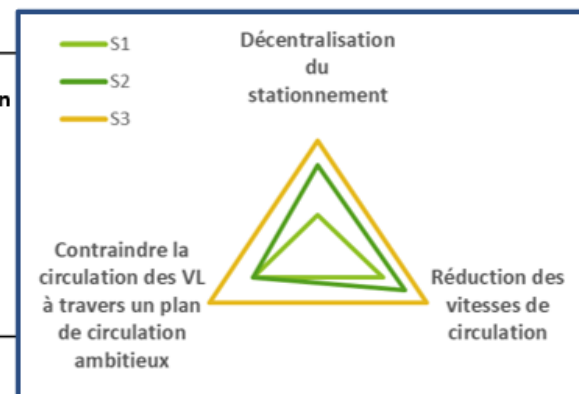 n
S1
S2
S3
Décentralisation
du
stationnement
Contraindre la
circulation des VL
à travers un plan
de circulation
ambitieux
Réduction des
vitesses de
circulation